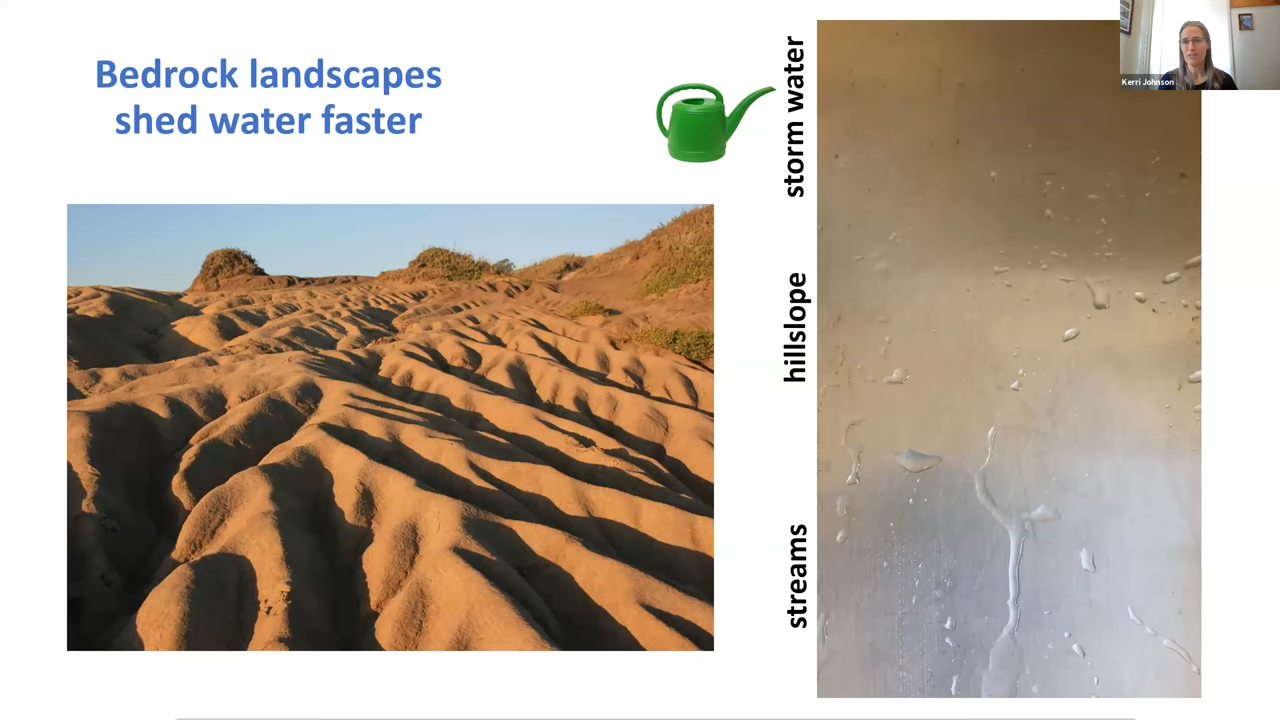 Bedrock landscapes
shed water faster
storm water
hillslope
streams
Kerri Johnson